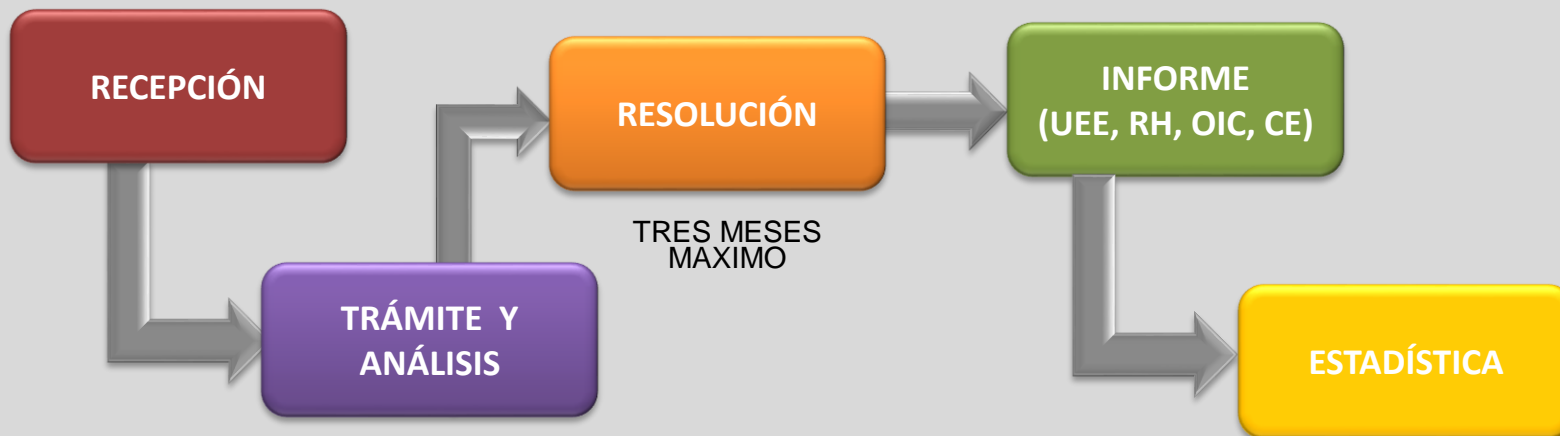 RECEPCIÓN
TRÁMITE Y
ANÁLISIS
RESOLUCIÓN
TRES MESES
MAXIMO
INFORME
(UEE, RH, OIC, CE)
ESTADÍSTICA